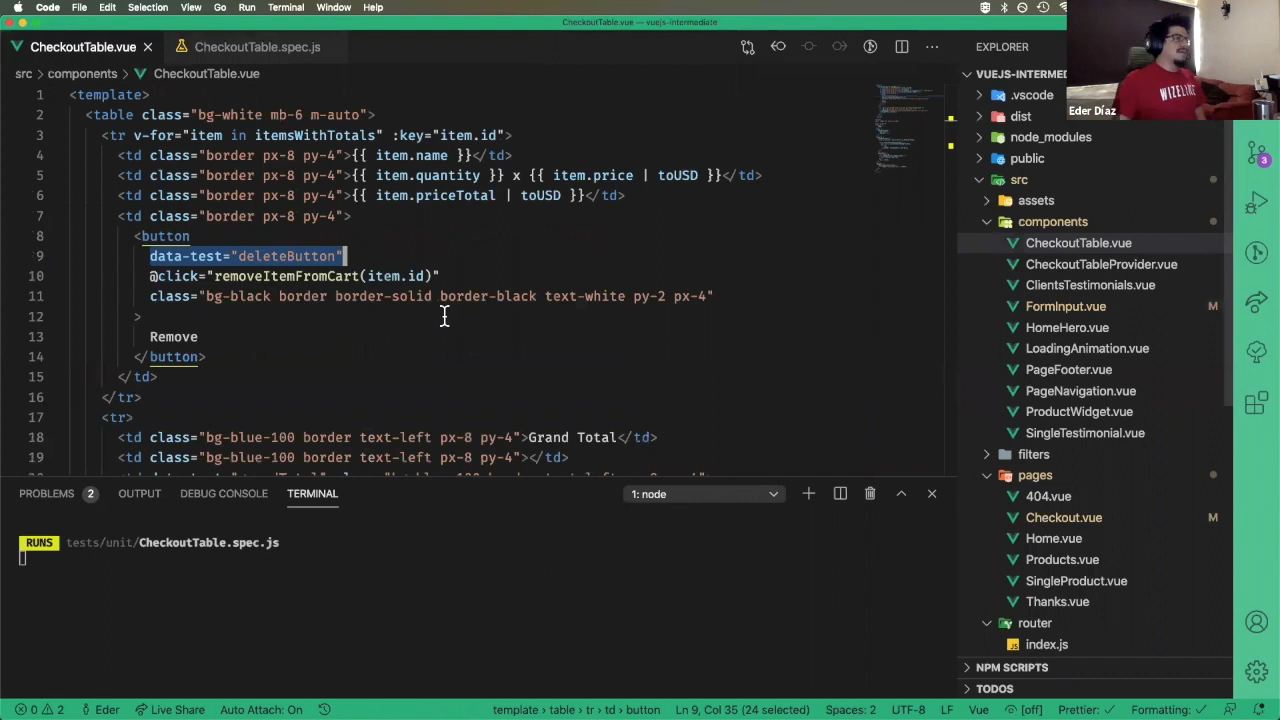 Code File Edit Selection View Go Run Terminal Window Help
CheckoutTable.vue — vuejs-intermediate
CheckoutTable.vue
CheckoutTable.spec.js
EXPLORER
WIZELINE
Eder Díaz
src > components > CheckoutTable.vue
VUEJS-INTERMED
1 <template>
2 <table class="bg-white mb-6 m-auto">
3 <tr v-for="item in itemsWithTotals" :key="item.id">
4 <td class="border px-8 py-4">{{ item.name }}</td>
5 <td class="border px-8 py-4">{{ item.quantity }} x {{ item.price | toUSD }}</td>
6 <td class="border px-8 py-4">{{ item.priceTotal | toUSD }}</td>
7 <td class="border px-8 py-4">
8 <button
9 data-test="deleteButton"
10 @click="removeItemFromCart(item.id)"
11 class="bg-black border border-solid border-black text-white py-2 px-4"
12 >
13 Remove
14 </button>
15 </td>
16 </tr>
17 <tr>
18 <td class="bg-blue-100 border text-left px-8 py-4">Grand Total</td>
19 <td class="bg-blue-100 border text-left px-8 py-4"></td>
.vscode
dist
node_modules
public
src
assets
components
CheckoutTable.vue
CheckoutTableProvider.vue
ClientsTestimonials.vue
FormInput.vue M
HomeHero.vue
LoadingAnimation.vue
PageFooter.vue
PageNavigation.vue
ProductWidget.vue
SingleTestimonial.vue
filters
pages
404.vue
Checkout.vue M
Home.vue
Products.vue
SingleProduct.vue
Thanks.vue
router
JS index.js
NPM SCRIPTS
TODOS
3
PROBLEMS 2 OUTPUT DEBUG CONSOLE TERMINAL
1: node
RUNS tests/unit/CheckoutTable.spec.js
0 2 Eder Live Share Auto Attach: On
template › table › tr › td › button
Ln 9, Col 35 (24 selected)
Spaces: 2
UTF-8
LF
Vue
[off]
Prettier: ✓
Formatting: ✓